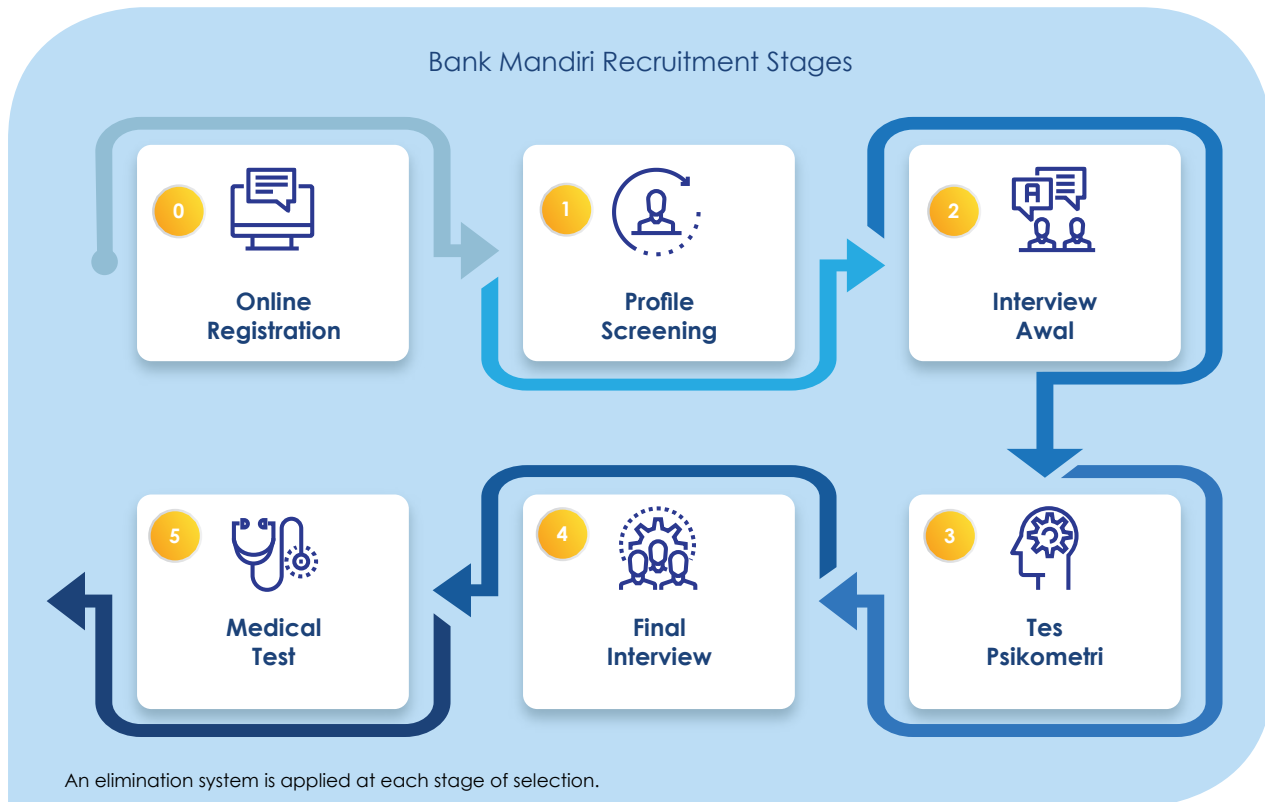 Bank Mandiri Recruitment Stages
0
Online
Registration
1
Profile
Screening
2
A
Interview
Awal
3
Tes
Psikometri
4
Final
Interview
5
Medical
Test
An elimination system is applied at each stage of selection.